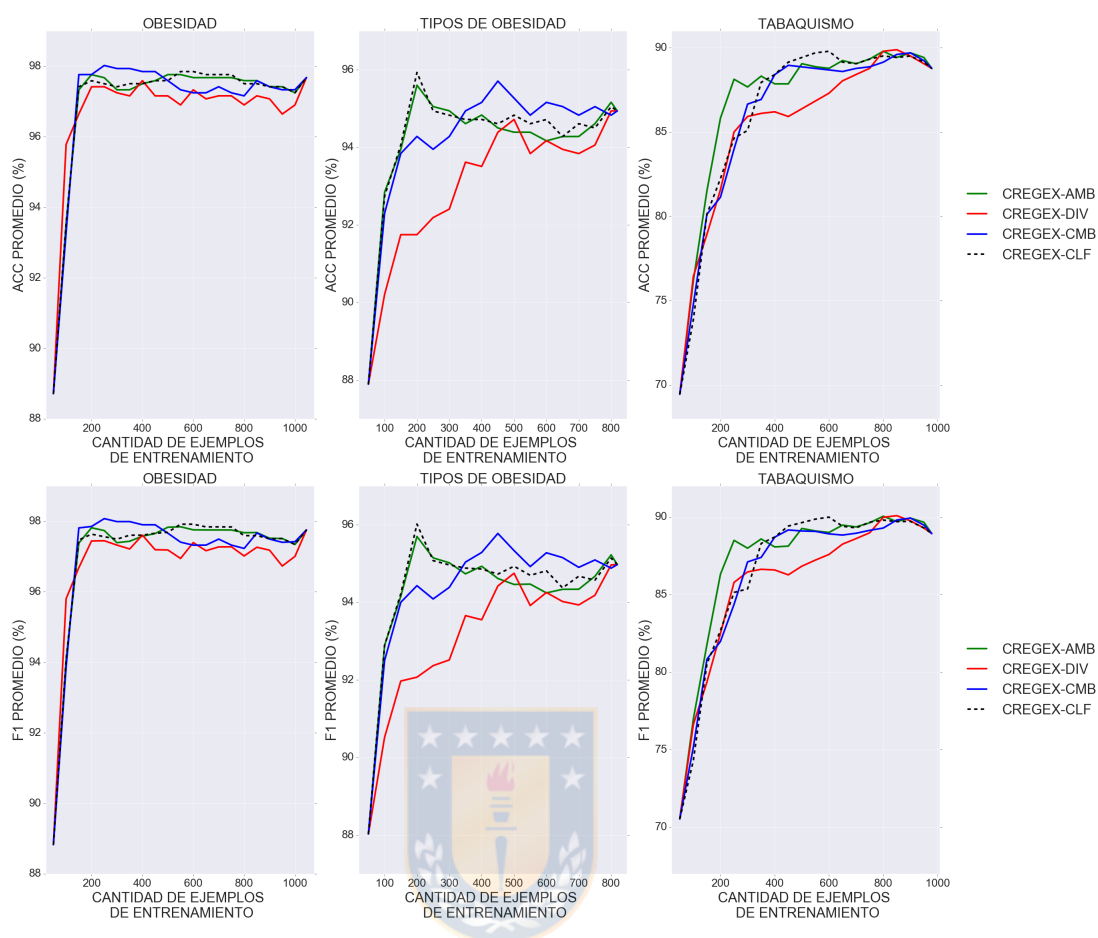 OBESIDAD
TIPOS DE OBESIDAD
TABAQUISMO
ACC PROMEDIO (%)
98
96
94
92
90
88
200 400 600 800 1000
CANTIDAD DE EJEMPLOS
DE ENTRENAMIENTO
ACC PROMEDIO (%)
96
94
92
90
88
100 200 300 400 500 600 700 800
CANTIDAD DE EJEMPLOS
DE ENTRENAMIENTO
ACC PROMEDIO (%)
90
85
80
75
70
200 400 600 800 1000
CANTIDAD DE EJEMPLOS
DE ENTRENAMIENTO
CREGEX-AMB
CREGEX-DIV
CREGEX-CMB
CREGEX-CLF
OBESIDAD
TIPOS DE OBESIDAD
TABAQUISMO
F1 PROMEDIO (%)
98
96
94
92
90
88
200 400 600 800 1000
CANTIDAD DE EJEMPLOS
DE ENTRENAMIENTO
F1 PROMEDIO (%)
96
94
92
90
88
100 200 300 400 500 600 700 800
CANTIDAD DE EJEMPLOS
DE ENTRENAMIENTO
F1 PROMEDIO (%)
90
85
80
75
70
200 400 600 800 1000
CANTIDAD DE EJEMPLOS
DE ENTRENAMIENTO
CREGEX-AMB
CREGEX-DIV
CREGEX-CMB
CREGEX-CLF